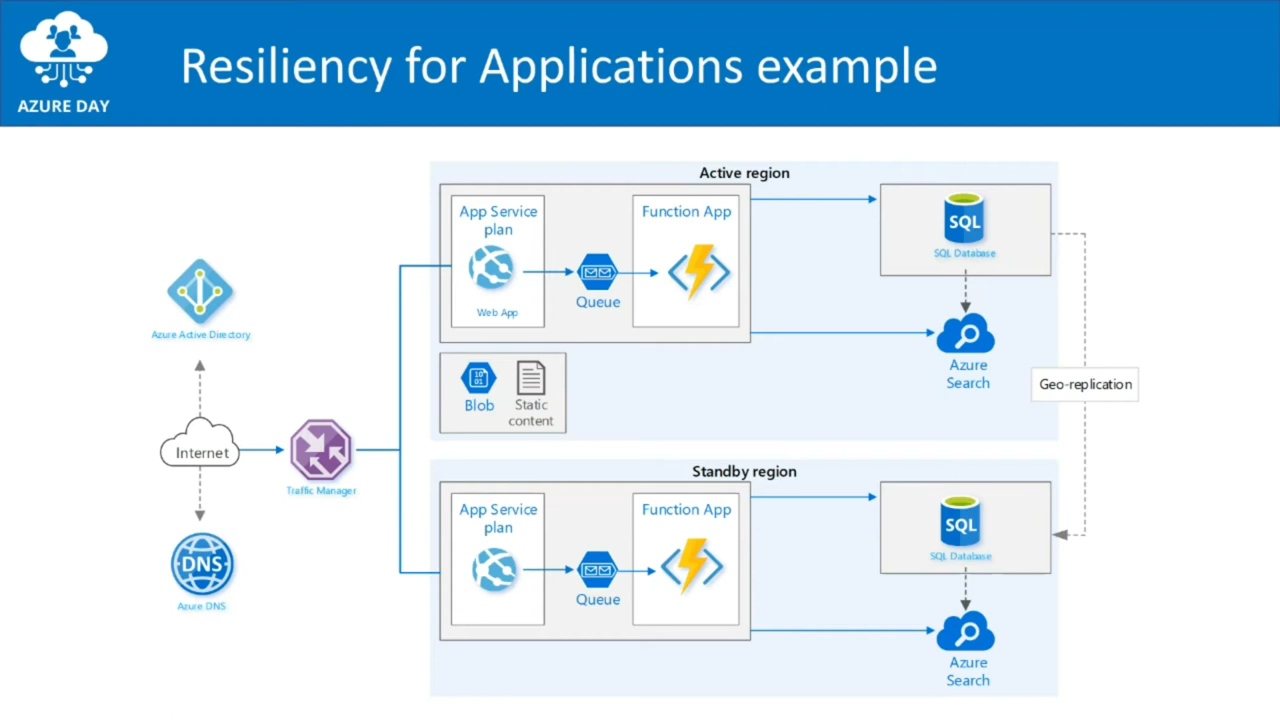 Resiliency for Applications example
AZURE DAY
Active region
App Service
plan
Web App
Queue
Function App
SQL
SQL Database
Azure
Search
Blob
Static
content
Geo-replication
Azure Active Directory
Internet
Traffic Manager
DNS
Azure DNS
Standby region
App Service
plan
Queue
Function App
SQL
SQL Database
Azure
Search